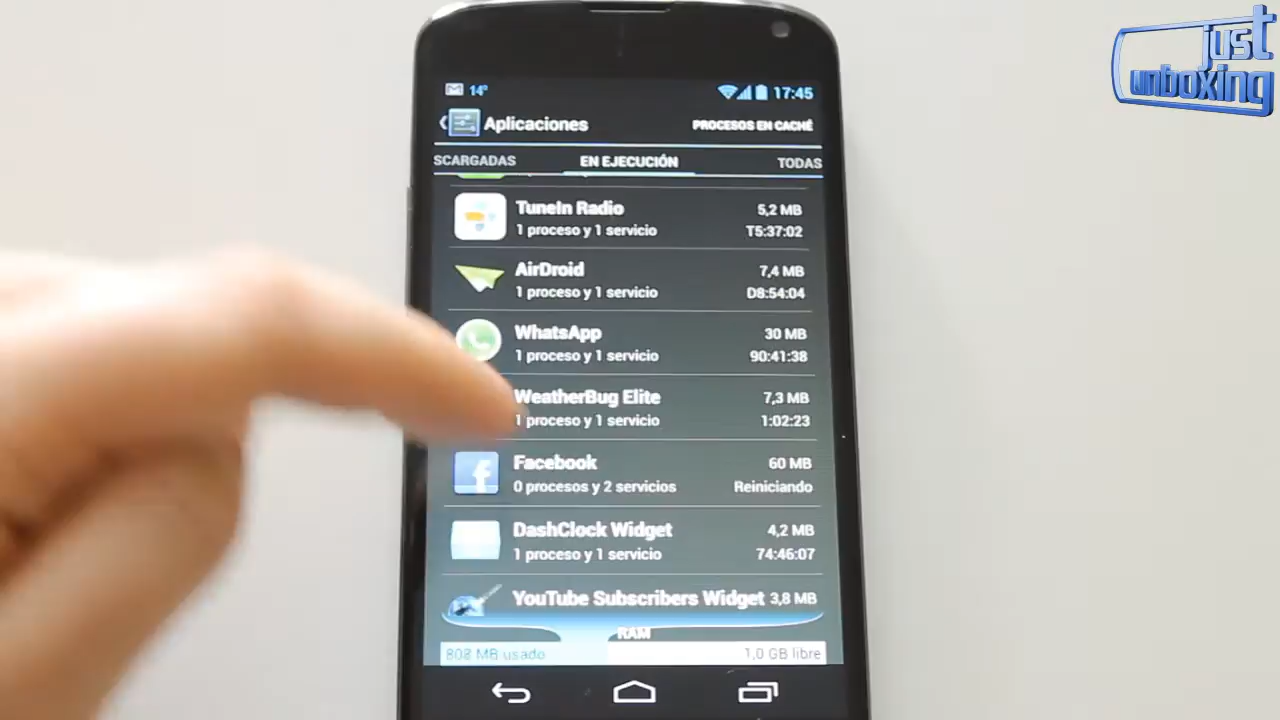 just
unboxing
14°
17:45
Aplicaciones
PROCESOS EN CACHÉ
SCARGADAS
EN EJECUCIÓN
TODAS
TuneIn Radio 5,2 MB
1 proceso y 1 servicio T5:37:02
AirDroid 7,4 MB
1 proceso y 1 servicio D8:54:04
WhatsApp 30 MB
1 proceso y 1 servicio 90:41:38
WeatherBug Elite 7,3 MB
1 proceso y 1 servicio 1:02:23
Facebook 60 MB
0 procesos y 2 servicios Reiniciando
DashClock Widget 4,2 MB
1 proceso y 1 servicio 74:46:07
YouTube Subscribers Widget 3,8 MB
RAM
808 MB usado 1,0 GB libre